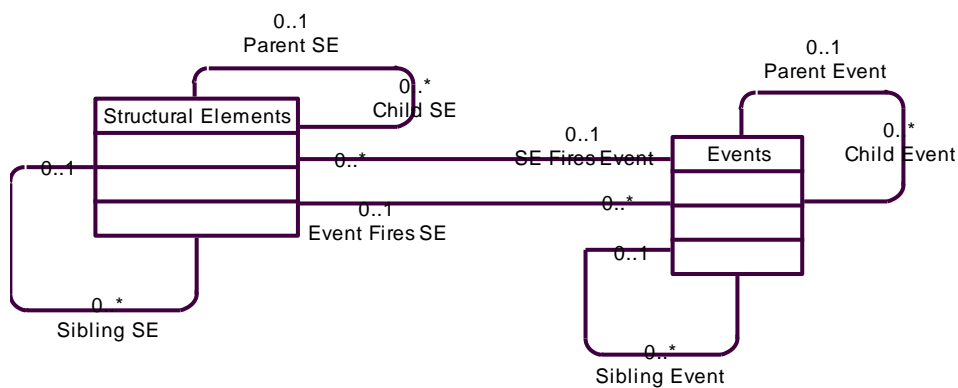 0..1
Parent SE
0..*
Child SE
Structural Elements
0..1
0..*
Sibling SE
0..*
0..1
SE Fires Event
0..1
Event Fires SE
0..*
0..1
Parent Event
0..*
Child Event
Events
0..1
0..*
Sibling Event